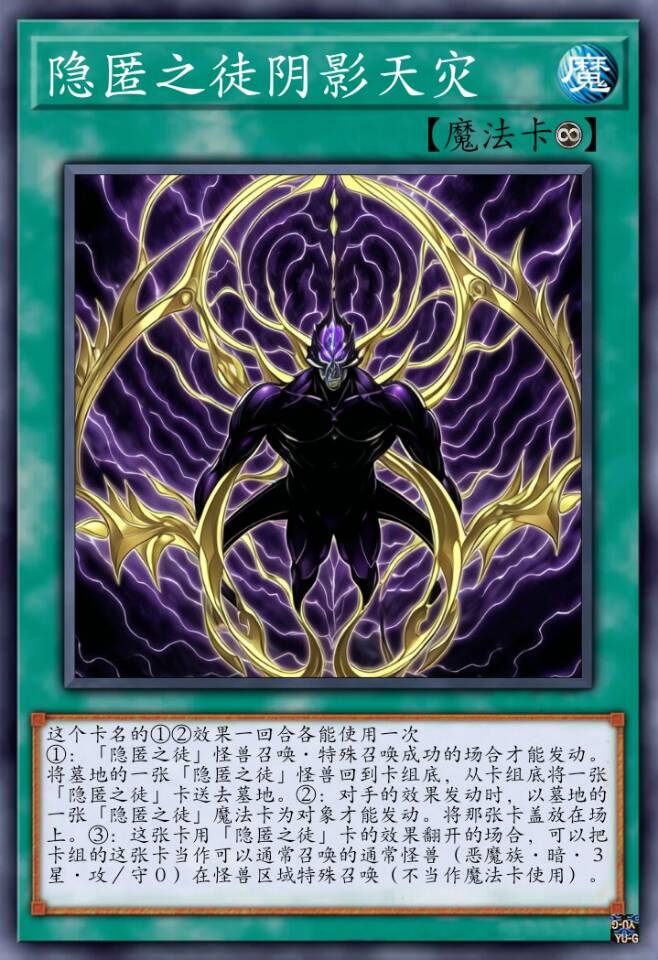 隐匿之徒阴影天灾
魔
【魔法卡♾】
这个卡名的①②效果一回合各能使用一次
①：「隐匿之徒」怪兽召唤·特殊召唤成功的场合才能发动。
将墓地的一张「隐匿之徒」怪兽回到卡组底，从卡组底将一张
「隐匿之徒」卡送去墓地。②：对手的效果发动时，以墓地的
一张「隐匿之徒」魔法卡为对象才能发动。将那张卡盖放在场
上。③：这张卡用「隐匿之徒」卡的效果翻开的场合，可以把
卡组的这张卡当作可以通常召唤的通常怪兽（恶魔族·暗·3
星·攻／守０）在怪兽区域特殊召唤（不当作魔法卡使用）。
YU-G
YU-G